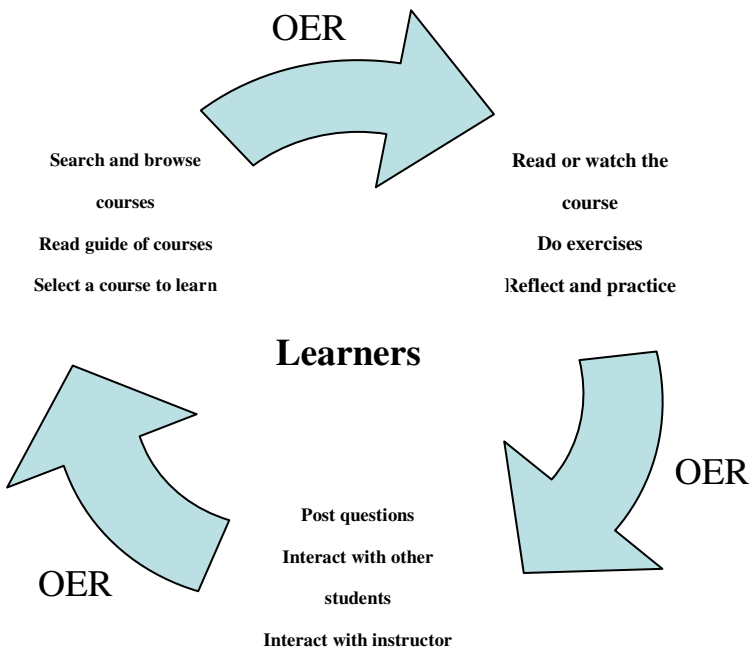 OER
Search and browse
courses
Read guide of courses
Select a course to learn
Read or watch the
course
Do exercises
Reflect and practice
Learners
OER
Post questions
Interact with other
students
Interact with instructor
OER